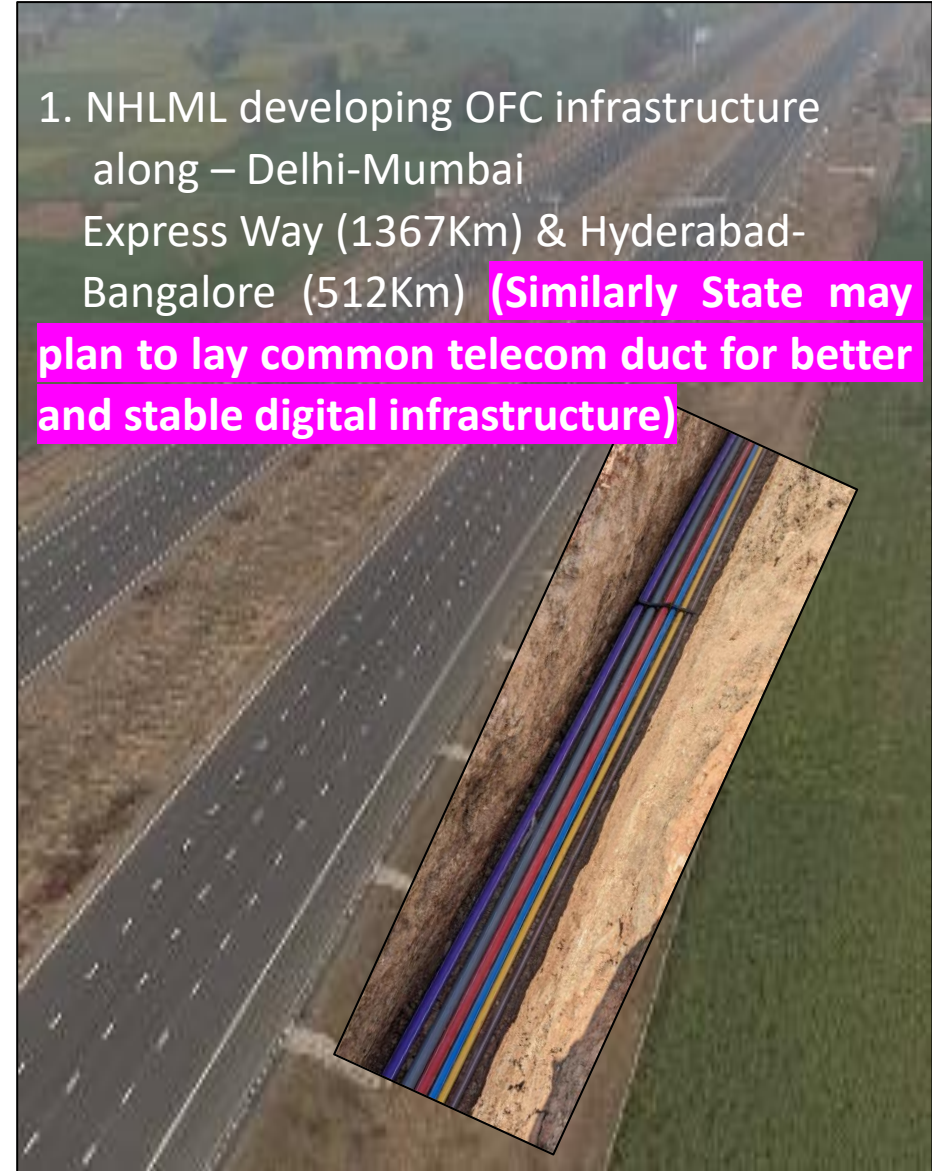 1. NHLML developing OFC infrastructure
along – Delhi-Mumbai
Express Way (1367Km) & Hyderabad-
Bangalore (512Km) (Similarly State may
plan to lay common telecom duct for better
and stable digital infrastructure)